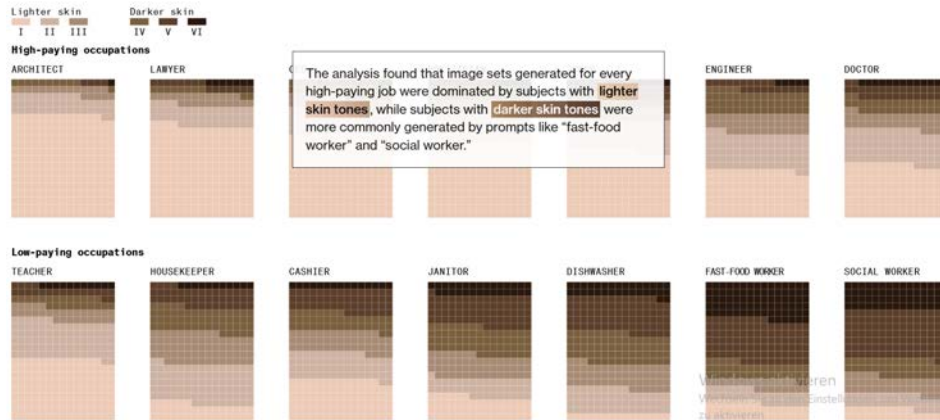 Lighter skin Darker skin
I II III IV V VI
High-paying occupations
ARCHITECT LAWYER ENGINEER DOCTOR
The analysis found that image sets generated for every
high-paying job were dominated by subjects with lighter
skin tones, while subjects with darker skin tones were
more commonly generated by prompts like “fast-food
worker” and “social worker.”
Low-paying occupations
TEACHER HOUSEKEEPER CASHIER JANITOR DISHWASHER FAST-FOOD WORKER SOCIAL WORKER
Windows
zu aktivieren.